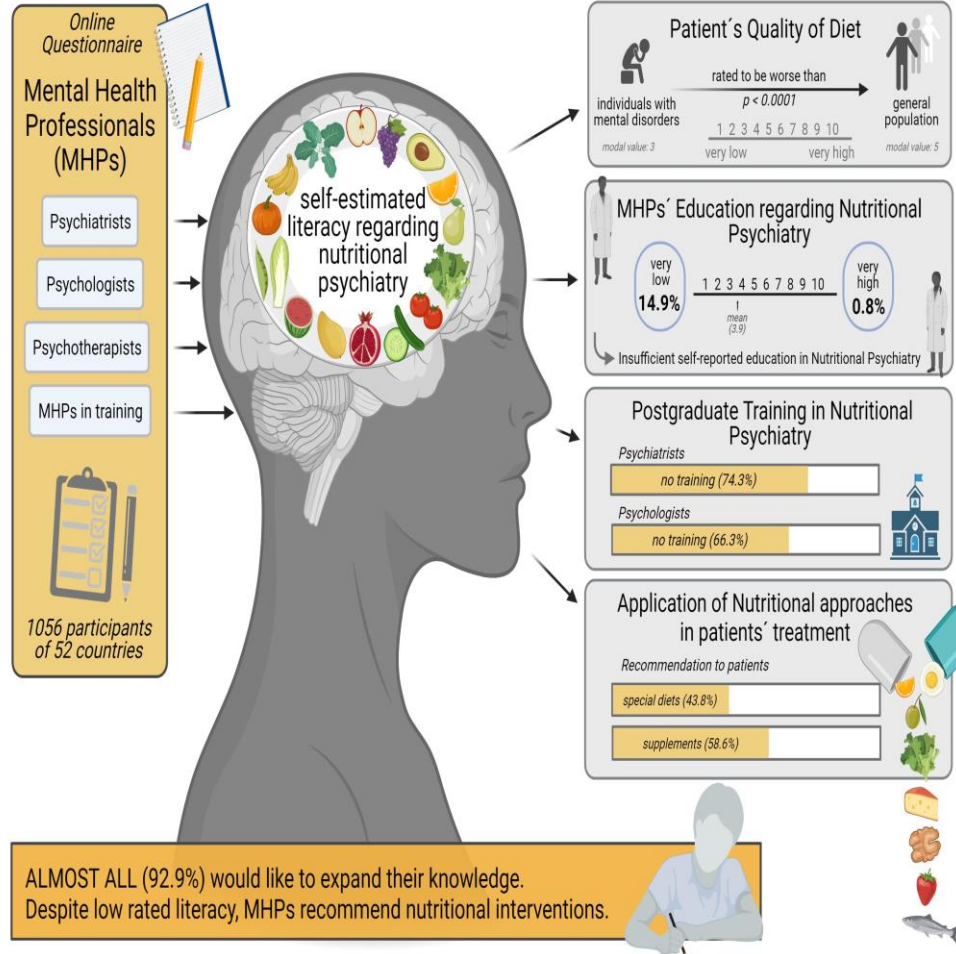 Online
Questionnaire
Mental Health
Professionals
(MHPs)
Psychiatrists
Psychologists
Psychotherapists
MHPs in training
1056 participants
of 52 countries
self-estimated
literacy regarding
nutritional
psychiatry
Patient´s Quality of Diet
individuals with
mental disorders
modal value: 3
rated to be worse than
p < 0.0001
1 2 3 4 5 6 7 8 9 10
very low very high
general
population
modal value: 5
MHPs´ Education regarding Nutritional
Psychiatry
very
low
14.9%
1 2 3 4 5 6 7 8 9 10
mean
(3.9)
very
high
0.8%
Insufficient self-reported education in Nutritional Psychiatry
Postgraduate Training in Nutritional
Psychiatry
Psychiatrists
no training (74.3%)
Psychologists
no training (66.3%)
Application of Nutritional approaches
in patients´ treatment
Recommendation to patients
special diets (43.8%)
supplements (58.6%)
ALMOST ALL (92.9%) would like to expand their knowledge.
Despite low rated literacy, MHPs recommend nutritional interventions.